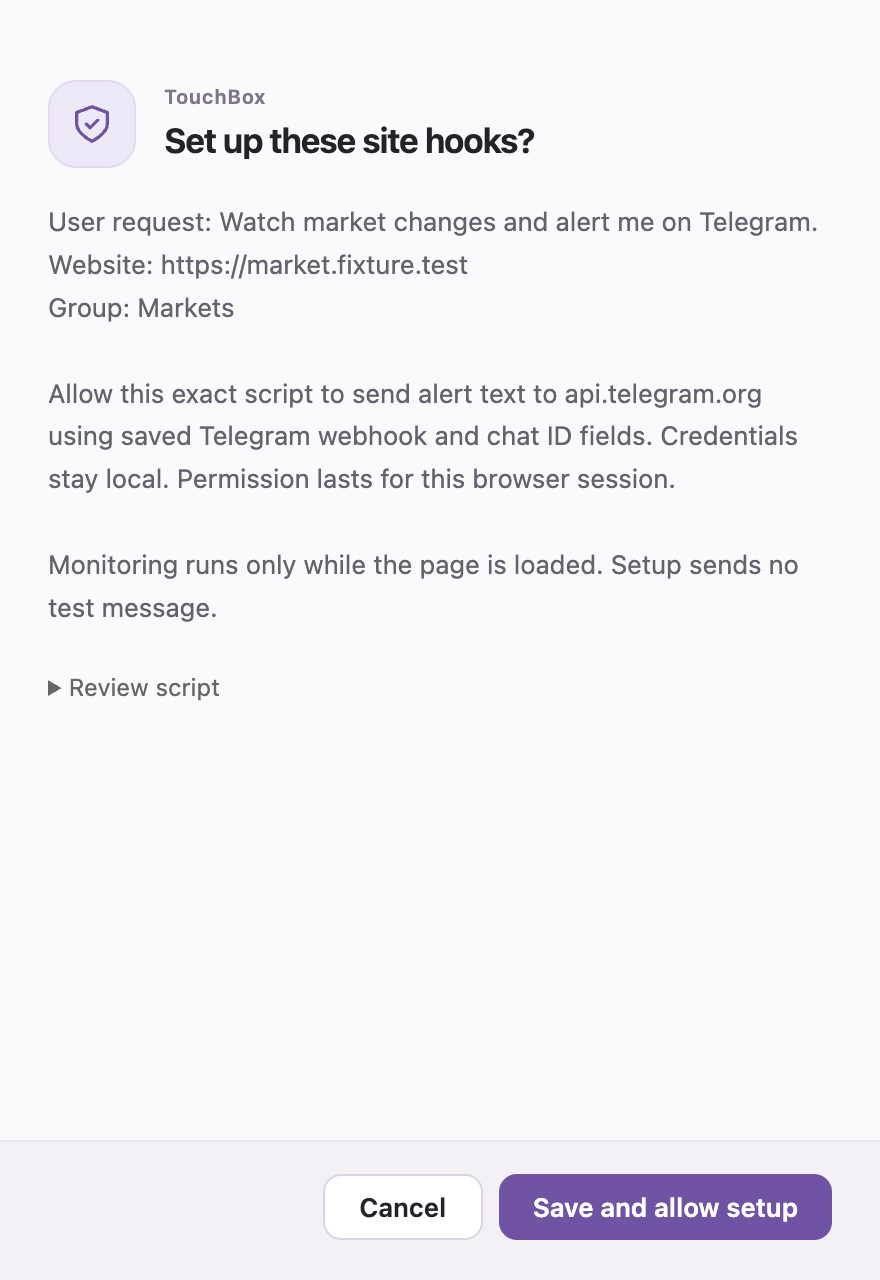 TouchBox
Set up these site hooks?
User request: Watch market changes and alert me on Telegram.
Website: https://market.fixture.test
Group: Markets
Allow this exact script to send alert text to api.telegram.org
using saved Telegram webhook and chat ID fields. Credentials
stay local. Permission lasts for this browser session.
Monitoring runs only while the page is loaded. Setup sends no
test message.
Review script
Cancel
Save and allow setup